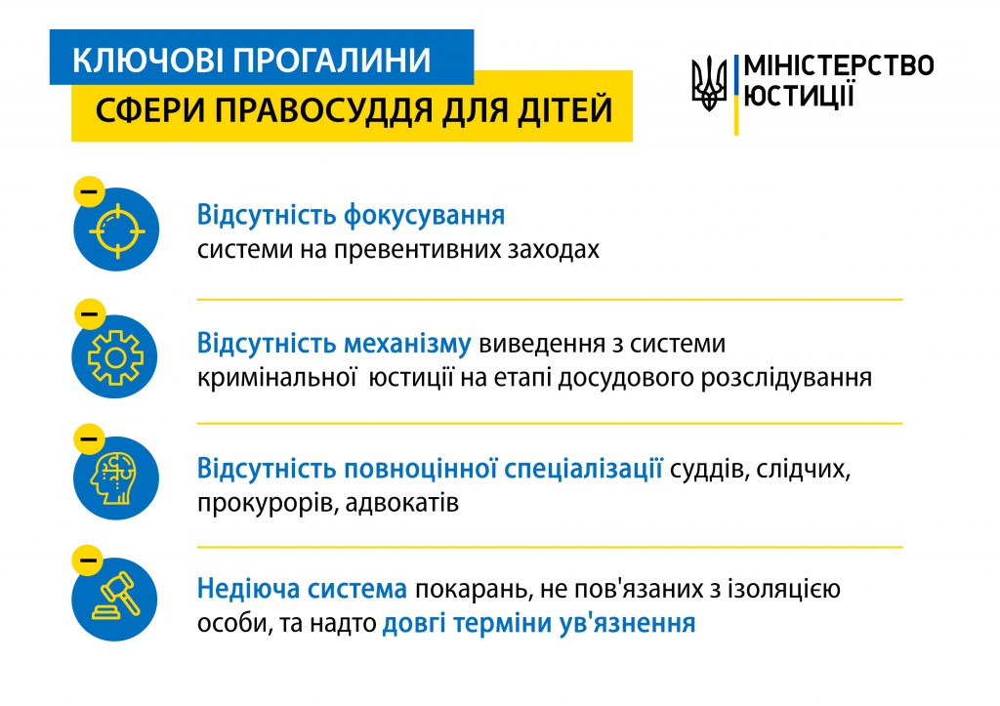 КЛЮЧОВІ ПРОГАЛИНИ
СФЕРИ ПРАВОСУДДЯ ДЛЯ ДІТЕЙ
МІНІСТЕРСТВО
ЮСТИЦІЇ
Відсутність фокусування
системи на превентивних заходах
Відсутність механізму виведення з системи
кримінальної юстиції на етапі досудового розслідування
Відсутність повноцінної спеціалізації суддів, слідчих,
прокурорів, адвокатів
Недіюча система покарань, не пов'язаних з ізоляцією
особи, та надто довгі терміни ув'язнення